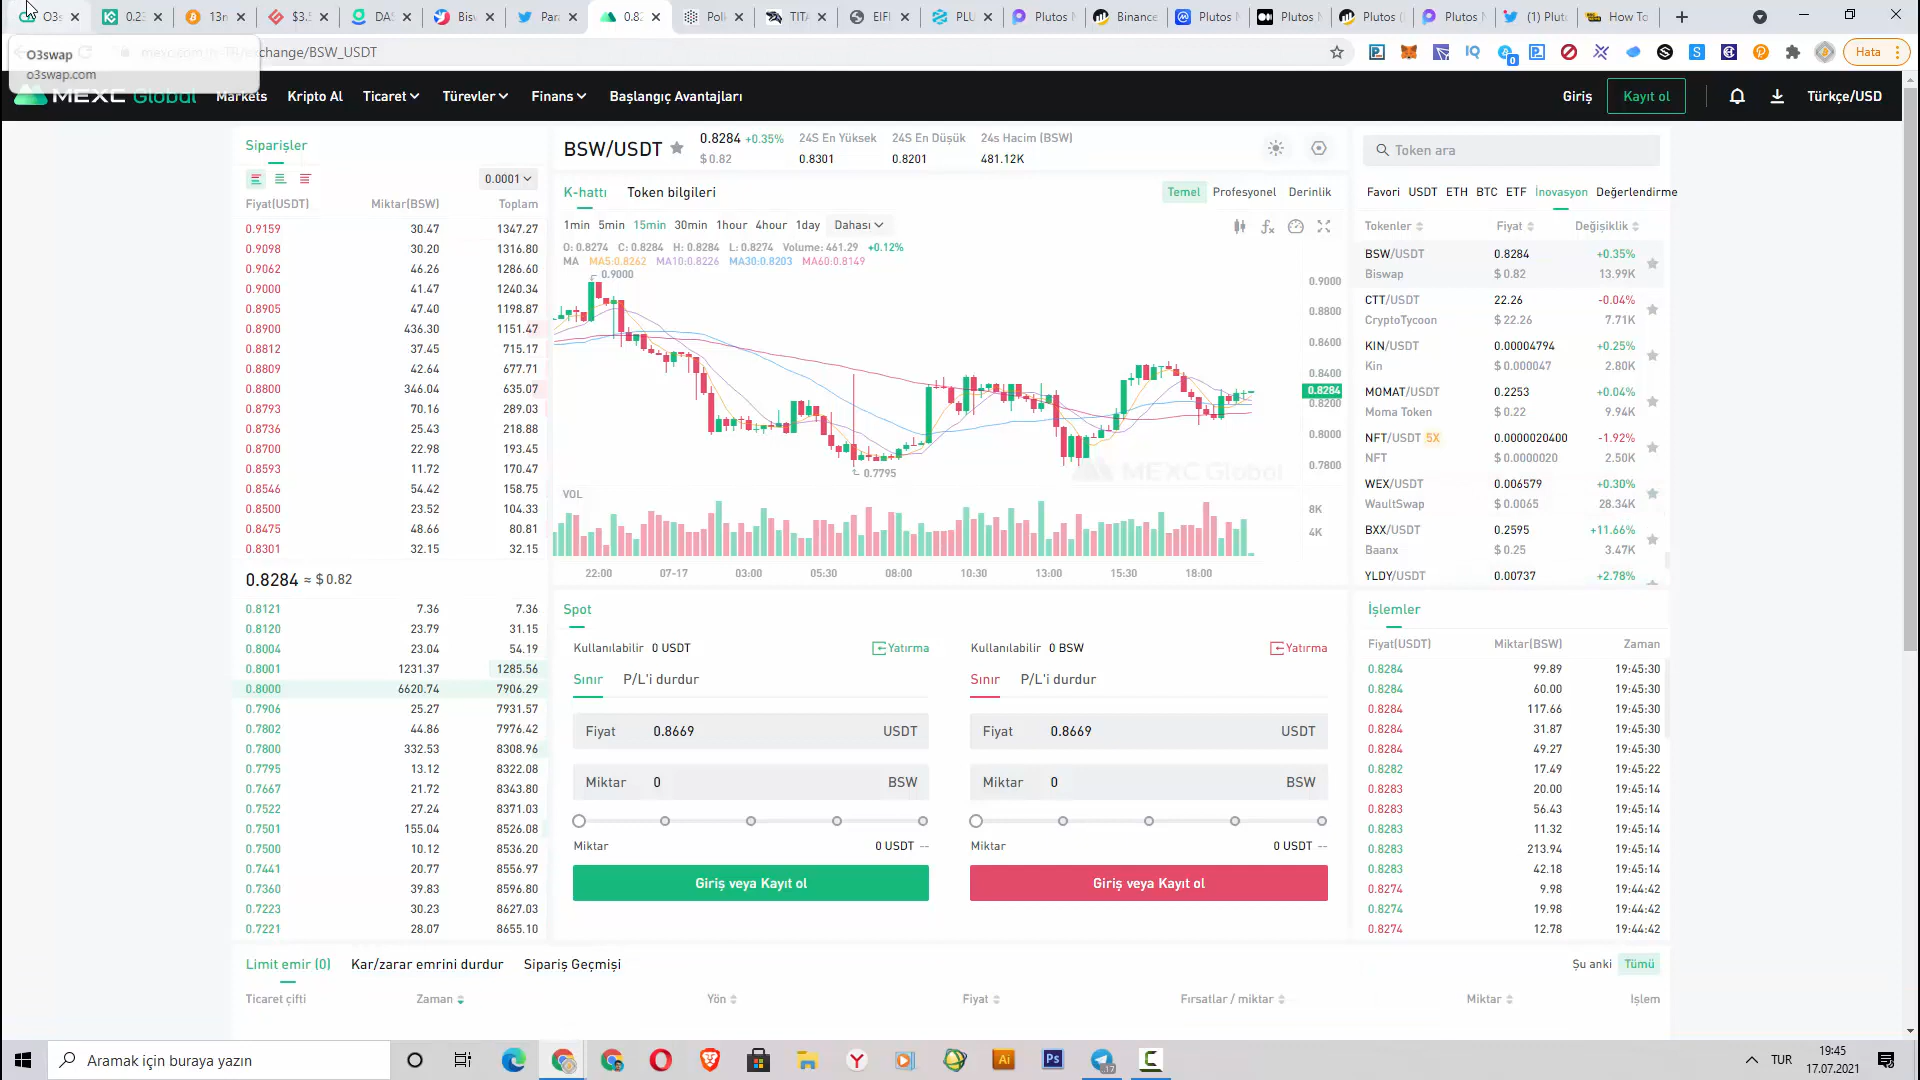 O3s
0.23
13n
$3.5
DAS
Bis
Para
0.82
Polk
TITA
EIFI
PLU
Plutos N
Binance
Plutos
Plutos N
Plutos (
Plutos N
(1) Plut
How To
O3swap
o3swap.com
change/BSW_USDT
Hata
MEXC Global
Markets
Kripto Al
Ticaret
Türevler
Finans
Başlangıç Avantajları
Giriş
Kayıt ol
Türkçe/USD
Siparişler
0.0001
Fiyat(USDT) Miktar(BSW) Toplam
0.9159 30.47 1347.27
0.9098 30.20 1316.80
0.9062 46.26 1286.60
0.9000 41.47 1240.34
0.8905 47.40 1198.87
0.8900 436.30 1151.47
0.8812 37.45 715.17
0.8809 42.64 677.71
0.8800 346.04 635.07
0.8793 70.16 289.03
0.8736 25.43 218.88
0.8700 22.98 193.45
0.8593 11.72 170.47
0.8546 54.42 158.75
0.8500 23.52 104.33
0.8475 48.66 80.81
0.8301 32.15 32.15
0.8284 ≈ $ 0.82
0.8121 7.36 7.36
0.8120 23.79 31.15
0.8004 23.04 54.19
0.8001 1231.37 1285.56
0.8000 6620.74 7906.29
0.7906 25.27 7931.57
0.7802 44.86 7976.42
0.7800 332.53 8308.96
0.7795 13.12 8322.08
0.7667 21.72 8343.80
0.7522 27.24 8371.03
0.7501 155.04 8526.08
0.7500 10.12 8536.20
0.7441 20.77 8556.97
0.7360 39.83 8596.80
0.7223 30.23 8627.03
0.7221 28.07 8655.10
BSW/USDT
0.8284 +0.35%
$ 0.82
24S En Yüksek
0.8301
24S En Düşük
0.8201
24s Hacim (BSW)
481.12K
K-hattı
Token bilgileri
Temel
Profesyonel
Derinlik
1min 5min 15min 30min 1hour 4hour 1day Dahası
O: 0.8274 C: 0.8284 H: 0.8284 L: 0.8274 Volume: 461.29 +0.12%
MA MA5:0.8262 MA10:0.8226 MA30:0.8203 MA60:0.8149
0.9000
0.9000
0.8800
0.8600
0.8400
0.8284
0.8200
0.8000
0.7800
0.7795
MEXC Global
VOL
8K
4K
22:00 07-17 03:00 05:30 08:00 10:30 13:00 15:30 18:00
Spot
Kullanılabilir 0 USDT
Yatırma
Sınır
P/L'i durdur
Fiyat 0.8669 USDT
Miktar 0 BSW
Miktar 0 USDT --
Giriş veya Kayıt ol
Kullanılabilir 0 BSW
Yatırma
Sınır
P/L'i durdur
Fiyat 0.8669 USDT
Miktar 0 BSW
Miktar 0 USDT --
Giriş veya Kayıt ol
Token ara
Favori USDT ETH BTC ETF İnovasyon Değerlendirme
Tokenler Fiyat Değişiklik
BSW/USDT 0.8284 +0.35%
Biswap $ 0.82 13.99K
CTT/USDT 22.26 -0.04%
CryptoTycoon $ 22.26 7.71K
KIN/USDT 0.00004794 +0.25%
Kin $ 0.000047 2.80K
MOMAT/USDT 0.2253 +0.04%
Moma Token $ 0.22 9.94K
NFT/USDT 5X 0.0000020400 -1.92%
NFT $ 0.0000020 2.50K
WEX/USDT 0.006579 +0.30%
WaultSwap $ 0.0065 28.34K
BXX/USDT 0.2595 +11.66%
Baanx $ 0.25 3.47K
YLDY/USDT 0.00737 +2.78%
İşlemler
Fiyat(USDT) Miktar(BSW) Zaman
0.8284 99.89 19:45:30
0.8284 60.00 19:45:30
0.8284 117.66 19:45:30
0.8284 31.87 19:45:30
0.8284 49.27 19:45:30
0.8282 17.49 19:45:22
0.8283 20.00 19:45:14
0.8283 56.43 19:45:14
0.8283 11.32 19:45:14
0.8283 213.94 19:45:14
0.8283 42.18 19:45:14
0.8274 9.98 19:44:42
0.8274 19.98 19:44:42
0.8274 12.78 19:44:42
Limit emir (0)
Kar/zarar emrini durdur
Sipariş Geçmişi
Şu anki
Tümü
Ticaret çifti Zaman Yön Fiyat Fırsatlar / miktar Miktar İşlem
Aramak için buraya yazın
TUR
19:45
17.07.2021